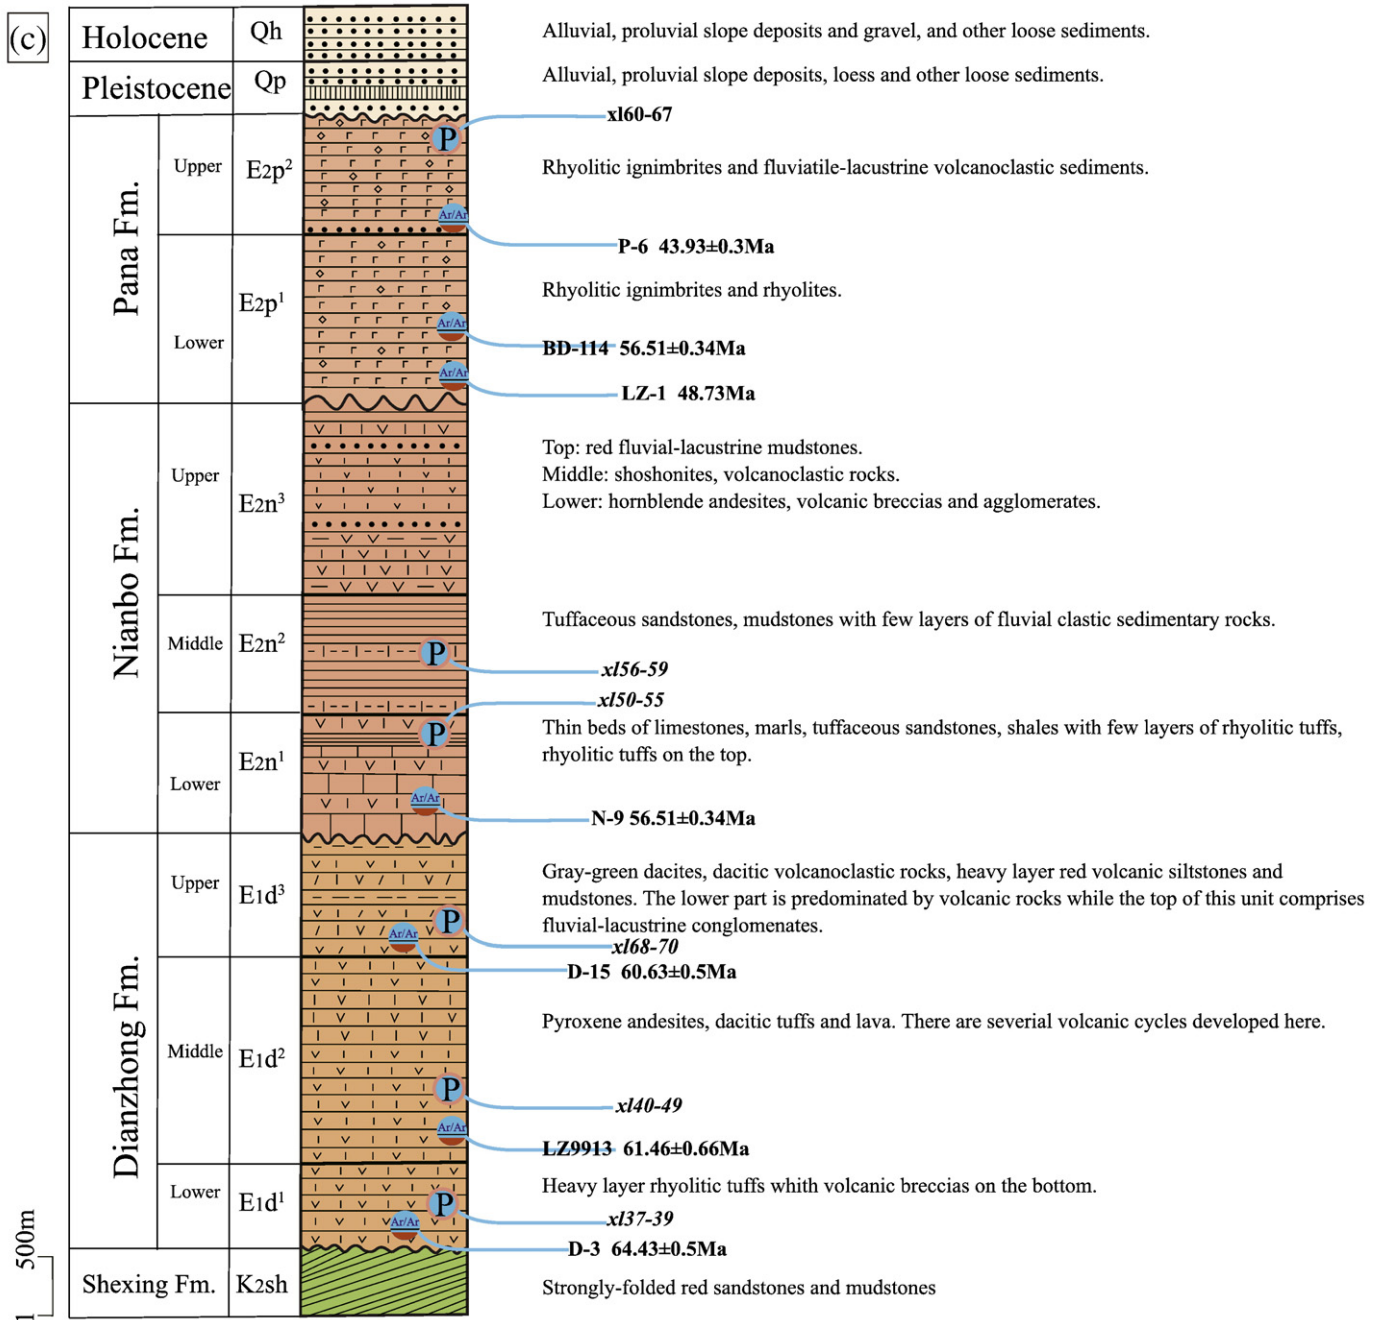 (c)
Holocene Qh Alluvial, proluvial slope deposits and gravel, and other loose sediments.
Pleistocene Qp Alluvial, proluvial slope deposits, loess and other loose sediments.
xl60-67
P
Pana Fm.
Upper E2p² Rhyolitic ignimbrites and fluviatile-lacustrine volcanoclastic sediments.
Ar/Ar
P-6 43.93±0.3Ma
Rhyolitic ignimbrites and rhyolites.
Lower E2p¹
Ar/Ar
BD-114 56.51±0.34Ma
Ar/Ar
LZ-1 48.73Ma
Nianbo Fm.
Upper E2n³
Top: red fluvial-lacustrine mudstones.
Middle: shoshonites, volcanoclastic rocks.
Lower: hornblende andesites, volcanic breccias and agglomerates.
Middle E2n² Tuffaceous sandstones, mudstones with few layers of fluvial clastic sedimentary rocks.
P
xl56-59
xl50-55
P
Lower E2n¹
Thin beds of limestones, marls, tuffaceous sandstones, shales with few layers of rhyolitic tuffs,
rhyolitic tuffs on the top.
Ar/Ar
N-9 56.51±0.34Ma
Dianzhong Fm.
Upper E1d³
Gray-green dacites, dacitic volcanoclastic rocks, heavy layer red volcanic siltstones and
mudstones. The lower part is predominated by volcanic rocks while the top of this unit comprises
fluvial-lacustrine conglomenates.
P
xl68-70
Ar/Ar
D-15 60.63±0.5Ma
Middle E1d² Pyroxene andesites, dacitic tuffs and lava. There are severial volcanic cycles developed here.
P
xl40-49
Ar/Ar
LZ9913 61.46±0.66Ma
Lower E1d¹ Heavy layer rhyolitic tuffs whith volcanic breccias on the bottom.
P
xl37-39
Ar/Ar
D-3 64.43±0.5Ma
500m
Shexing Fm. K2sh Strongly-folded red sandstones and mudstones